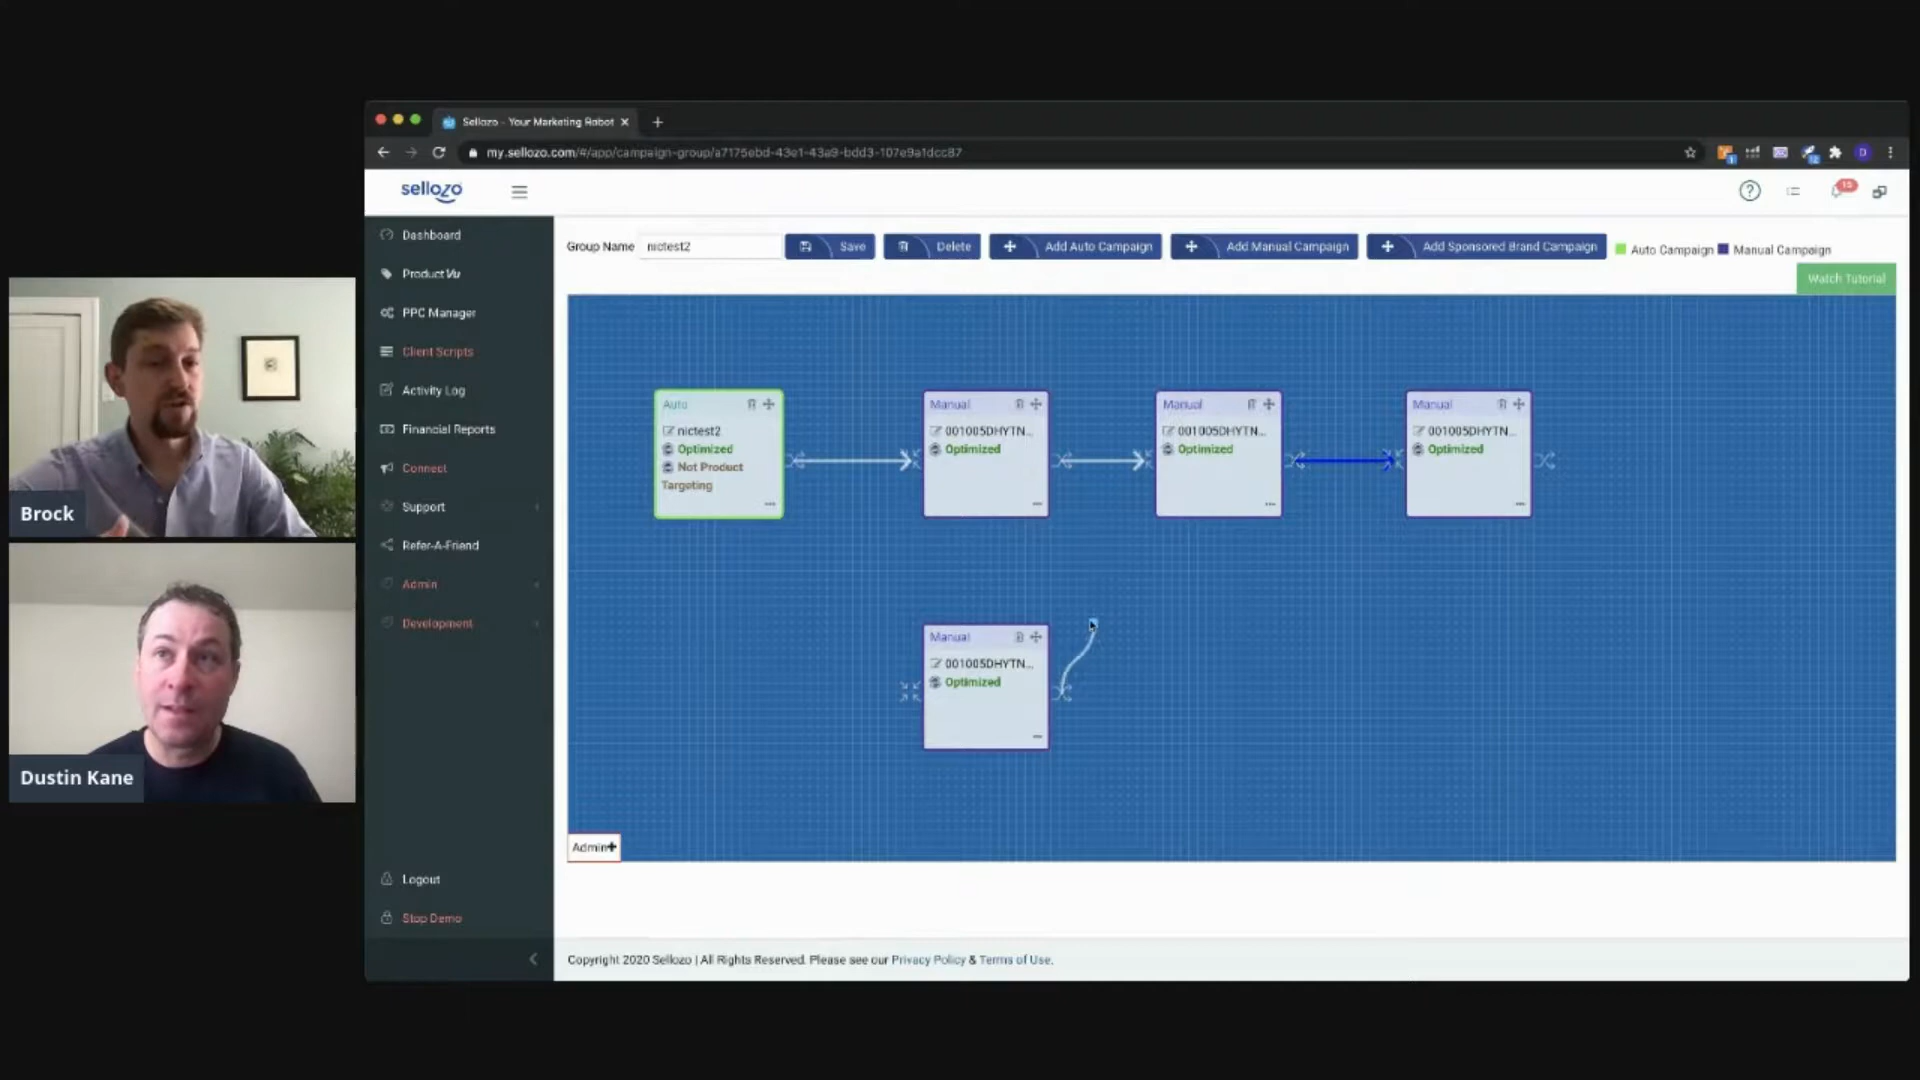 Sellozo - Your Marketing Robot
my.sellozo.com/#/app/campaign-group/a7175ebd-43e1-43a9-bdd3-107e9a1dcc87
D
sellozo
15
Dashboard
ProductVu
PPC Manager
Client Scripts
Activity Log
Financial Reports
Connect
Support
Refer-A-Friend
Admin
Development
Logout
Stop Demo
Group Name nictest2 Save Delete Add Auto Campaign Add Manual Campaign Add Sponsored Brand Campaign Auto Campaign Manual Campaign
Watch Tutorial
Auto
nictest2
Optimized
Not Product
Targeting
Manual
001005DHYTN...
Optimized
Manual
001005DHYTN...
Optimized
Manual
001005DHYTN...
Optimized
Manual
001005DHYTN...
Optimized
Admin+
Copyright 2020 Sellozo | All Rights Reserved. Please see our Privacy Policy & Terms of Use.
Brock
Dustin Kane